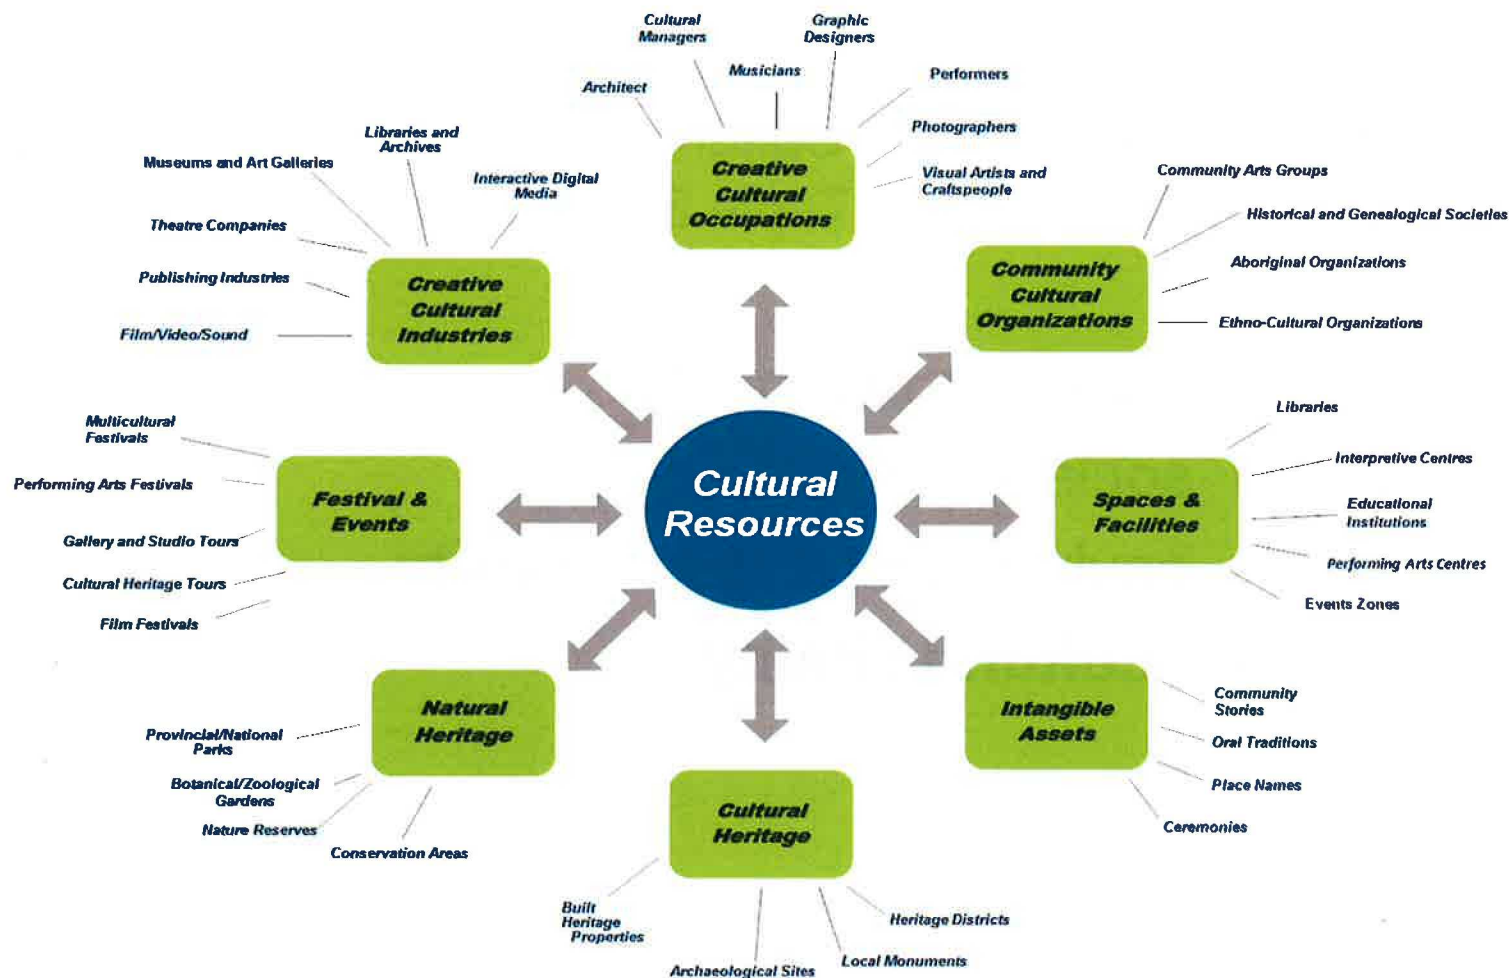 Cultural
Managers
Graphic
Designers
Musicians
Performers
Architect
Photographers
Visual Artists and
Craftspeople
Creative
Cultural
Occupations
Libraries and
Archives
Museums and Art Galleries
Interactive Digital
Media
Theatre Companies
Publishing Industries
Film/Video/Sound
Creative
Cultural
Industries
Community Arts Groups
Historical and Genealogical Societies
Aboriginal Organizations
Ethno-Cultural Organizations
Community
Cultural
Organizations
Multicultural
Festivals
Performing Arts Festivals
Gallery and Studio Tours
Cultural Heritage Tours
Film Festivals
Festival &
Events
Cultural
Resources
Spaces &
Facilities
Libraries
Interpretive Centres
Educational
Institutions
Performing Arts Centres
Events Zones
Natural
Heritage
Provincial/National
Parks
Botanical/Zoological
Gardens
Nature Reserves
Conservation Areas
Intangible
Assets
Community
Stories
Oral Traditions
Place Names
Ceremonies
Cultural
Heritage
Built
Heritage
Properties
Archaeological Sites
Local Monuments
Heritage Districts